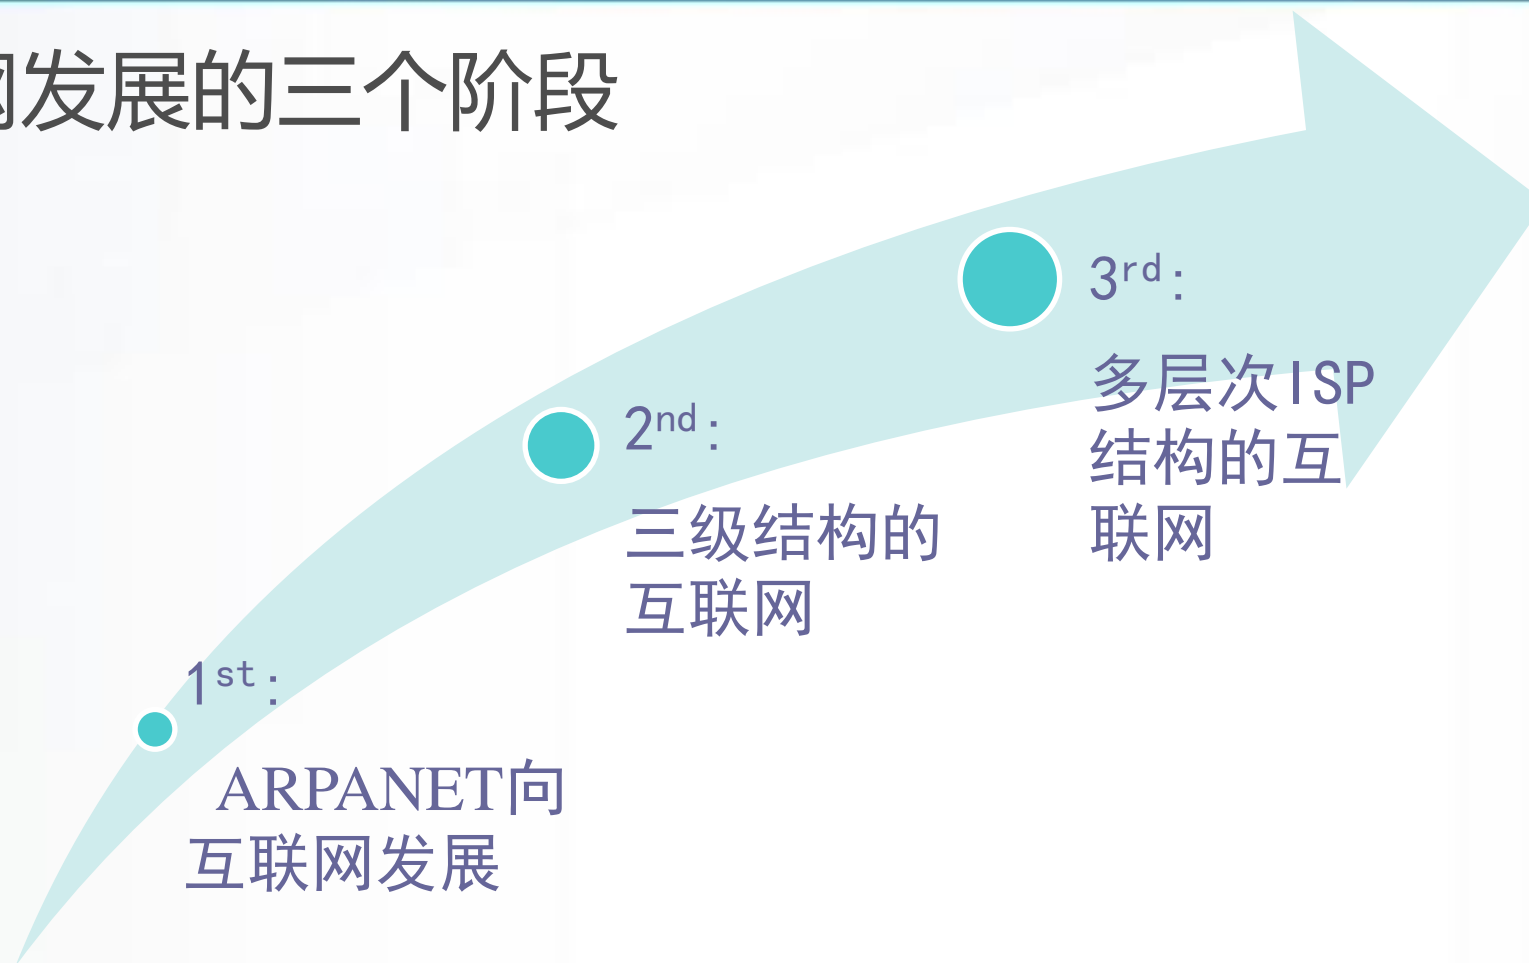 网发展的三个阶段
3rd:
多层次ISP
结构的互
联网
2nd:
三级结构的
互联网
1st:
ARPANET向
互联网发展